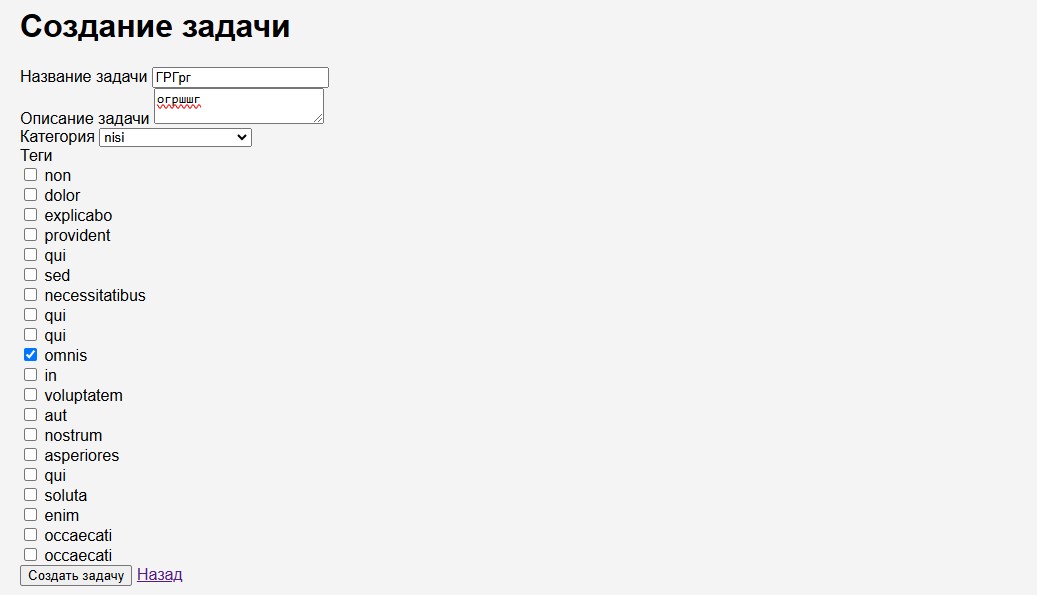 Создание задачи
Название задачи ГРГрг
Описание задачи огршшг
Категория nisi
Теги
non
dolor
explicabo
provident
qui
sed
necessitatibus
qui
qui
omnis
in
voluptatem
aut
nostrum
asperiores
qui
soluta
enim
occaecati
occaecati
Создать задачу Назад